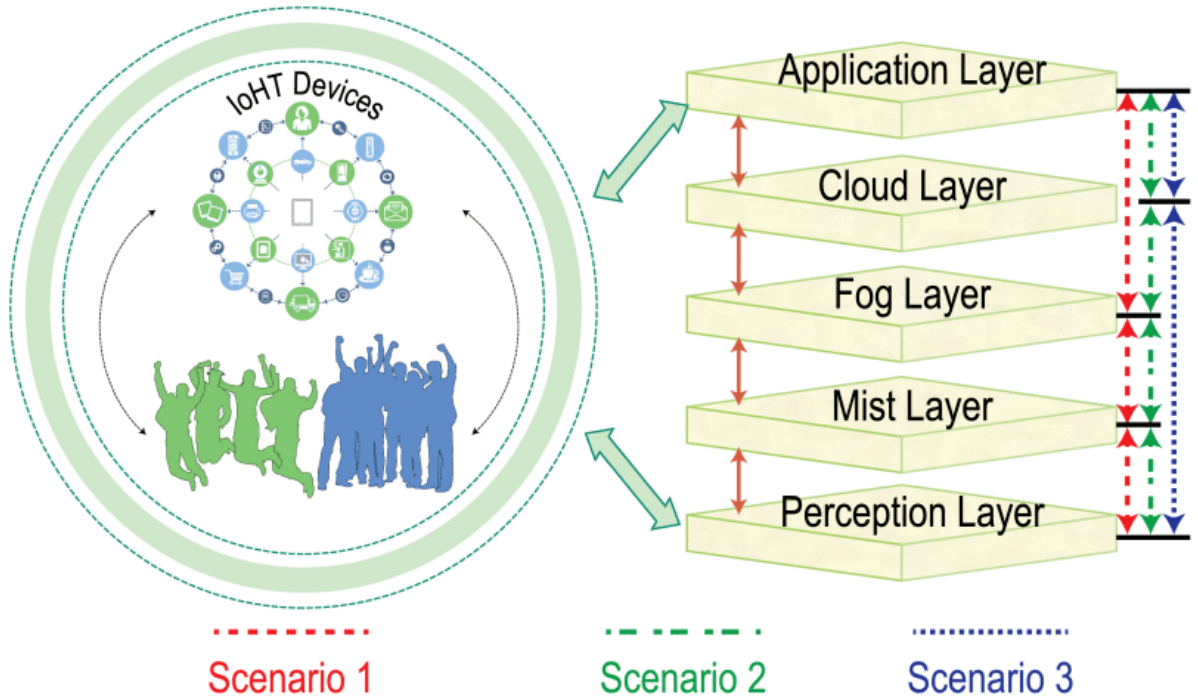 IoHT Devices
Application Layer
Cloud Layer
Fog Layer
Mist Layer
Perception Layer
Scenario 1
Scenario 2
Scenario 3